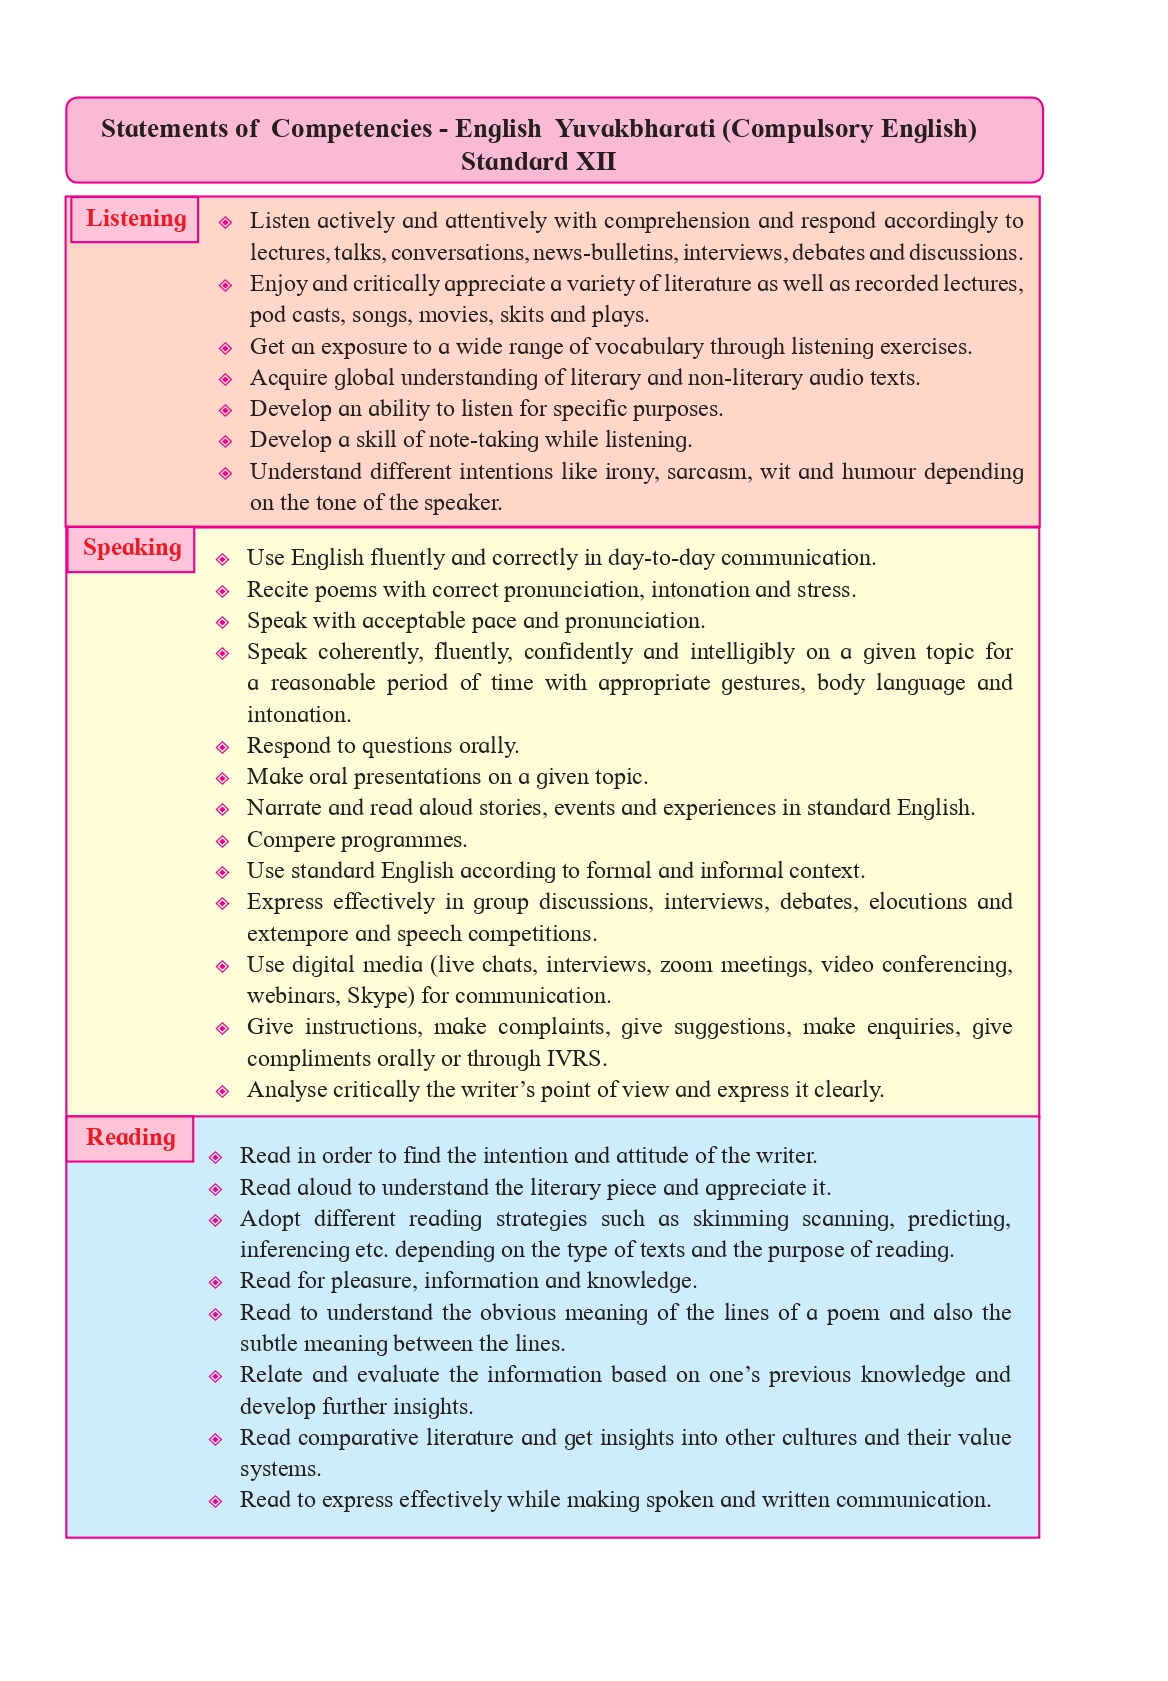 Statements of Competencies - English Yuvakbharati (Compulsory English)
Standard XII
Listening
Listen actively and attentively with comprehension and respond accordingly to
lectures, talks, conversations, news-bulletins, interviews, debates and discussions.
Enjoy and critically appreciate a variety of literature as well as recorded lectures,
pod casts, songs, movies, skits and plays.
Get an exposure to a wide range of vocabulary through listening exercises.
Acquire global understanding of literary and non-literary audio texts.
Develop an ability to listen for specific purposes.
Develop a skill of note-taking while listening.
Understand different intentions like irony, sarcasm, wit and humour depending
on the tone of the speaker.
Speaking
Use English fluently and correctly in day-to-day communication.
Recite poems with correct pronunciation, intonation and stress.
Speak with acceptable pace and pronunciation.
Speak coherently, fluently, confidently and intelligibly on a given topic for
a reasonable period of time with appropriate gestures, body language and
intonation.
Respond to questions orally.
Make oral presentations on a given topic.
Narrate and read aloud stories, events and experiences in standard English.
Compere programmes.
Use standard English according to formal and informal context.
Express effectively in group discussions, interviews, debates, elocutions and
extempore and speech competitions.
Use digital media (live chats, interviews, zoom meetings, video conferencing,
webinars, Skype) for communication.
Give instructions, make complaints, give suggestions, make enquiries, give
compliments orally or through IVRS.
Analyse critically the writer’s point of view and express it clearly.
Reading
Read in order to find the intention and attitude of the writer.
Read aloud to understand the literary piece and appreciate it.
Adopt different reading strategies such as skimming scanning, predicting,
inferencing etc. depending on the type of texts and the purpose of reading.
Read for pleasure, information and knowledge.
Read to understand the obvious meaning of the lines of a poem and also the
subtle meaning between the lines.
Relate and evaluate the information based on one’s previous knowledge and
develop further insights.
Read comparative literature and get insights into other cultures and their value
systems.
Read to express effectively while making spoken and written communication.